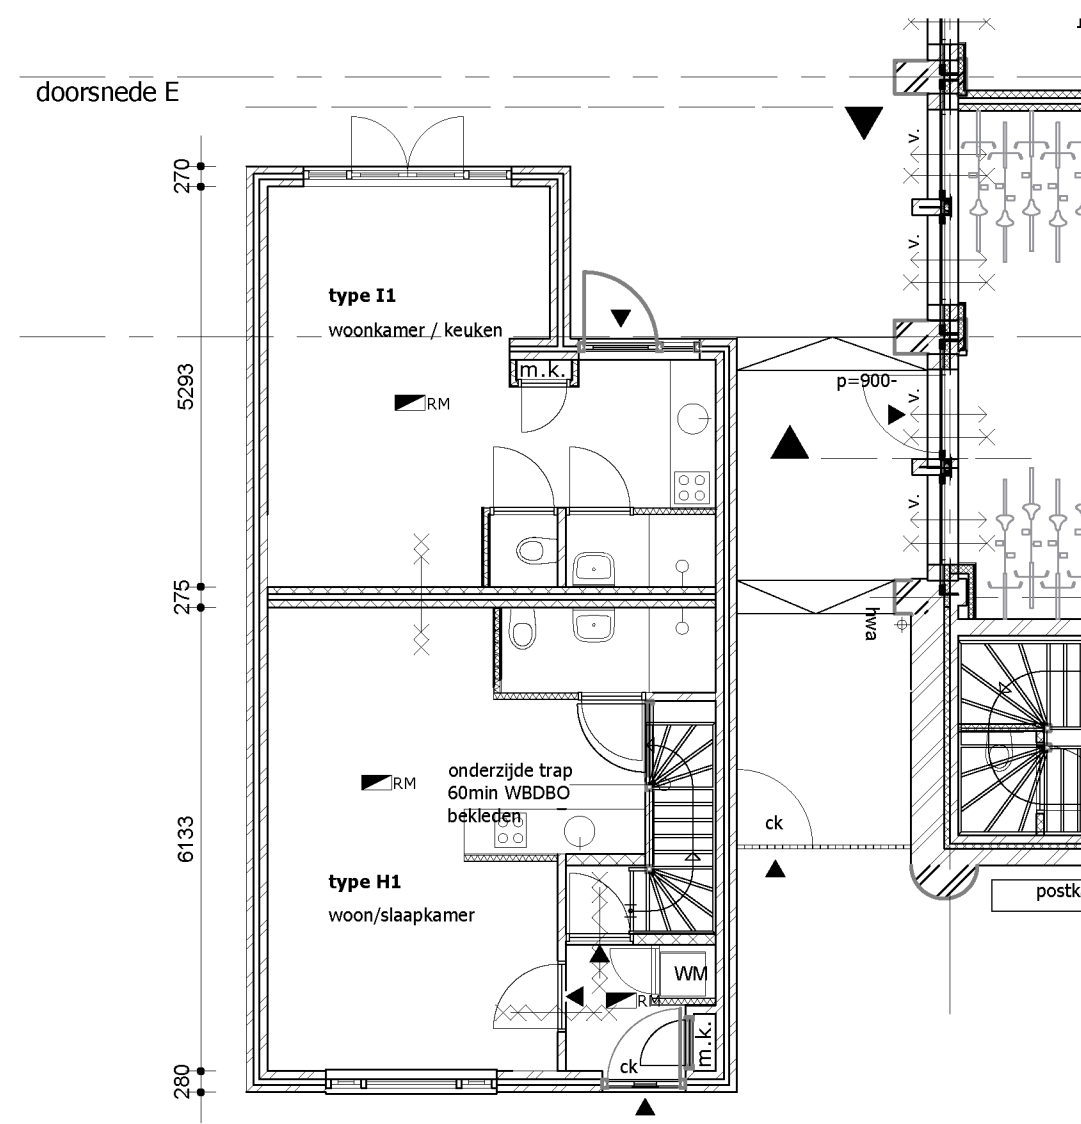 doorsnede E
270
v.
v.
type I1
woonkamer / keuken
m.k.
p=900-
v.
5293
RM
v.
275
hwa
onderzijde trap
60min WBDBO
bekleden
RM
ck
6133
type H1
postk
woon/slaapkamer
WM
RM
m.k.
ck
280